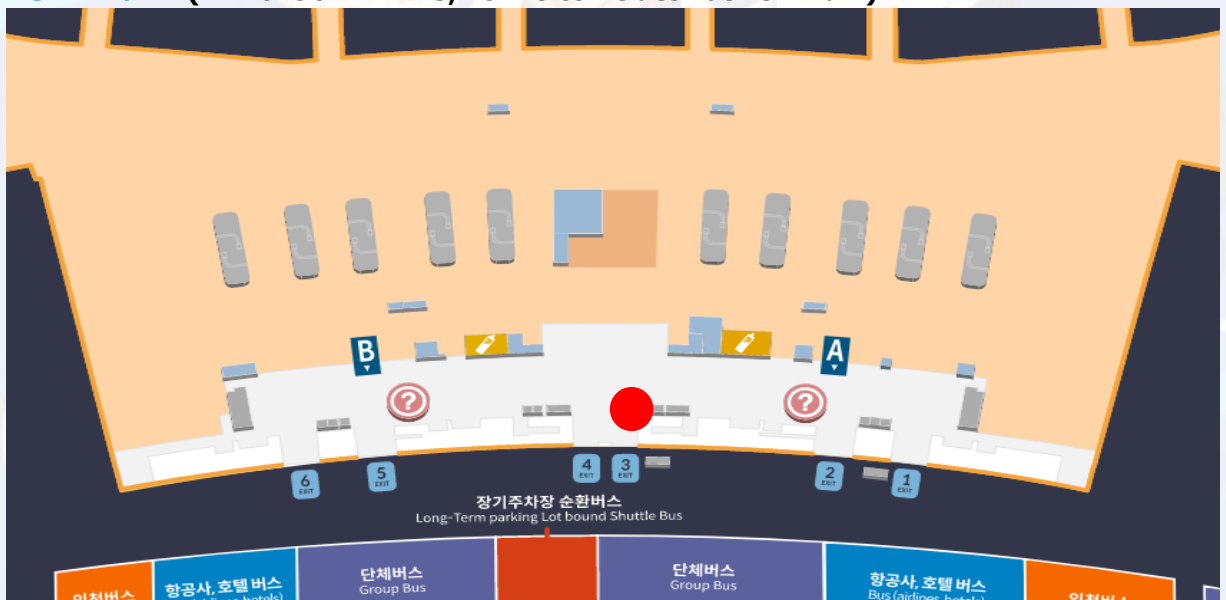 B
A
?
?
6
EXIT
5
EXIT
4
EXIT
3
EXIT
2
EXIT
1
EXIT
장기주차장 순환버스
Long-Term parking Lot bound Shuttle Bus
항공사, 호텔 버스
단체버스
Group Bus
단체버스
Group Bus
항공사, 호텔 버스
Bus (airlines, hotels)